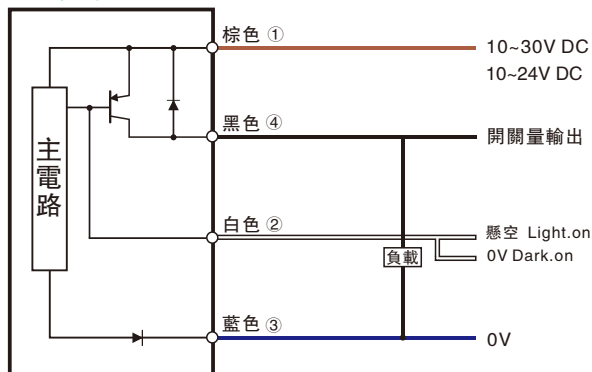 棕色 ①
10~30V DC
10~24V DC
黑色 ④
開關量輸出
主電路
白色 ②
懸空 Light.on
0V Dark.on
負載
藍色 ③
0V